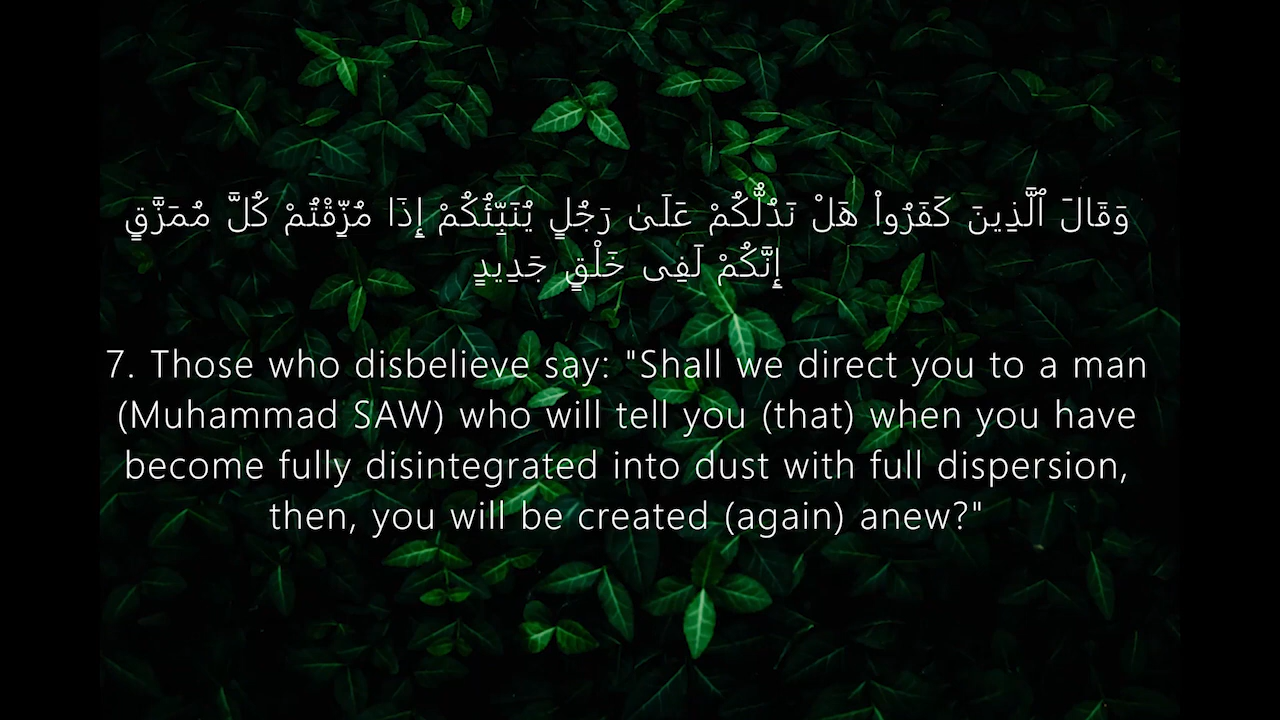 وَقَالَ ٱلَّذِينَ كَفَرُوا۟ هَلْ نَدُلُّكُمْ عَلَىٰ رَجُلٍ يُنَبِّئُكُمْ إِذَا مُزِّقْتُمْ كُلَّ مُمَزَّقٍ
إِنَّكُمْ لَفِى خَلْقٍ جَدِيدٍ
7. Those who disbelieve say: "Shall we direct you to a man
(Muhammad SAW) who will tell you (that) when you have
become fully disintegrated into dust with full dispersion,
then, you will be created (again) anew?"